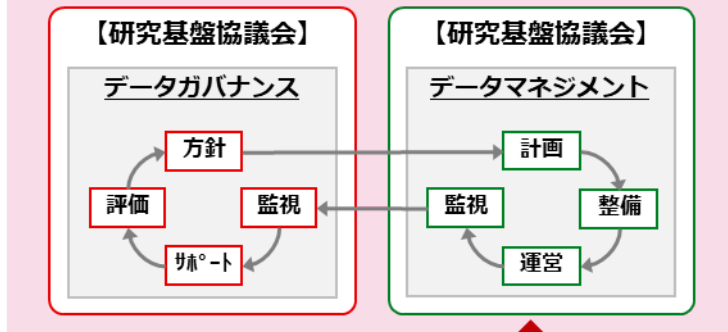 【研究基盤協議会】
データガバナンス
方針
評価
監視
ｻﾎﾟｰﾄ
【研究基盤協議会】
データマネジメント
計画
監視
整備
運営